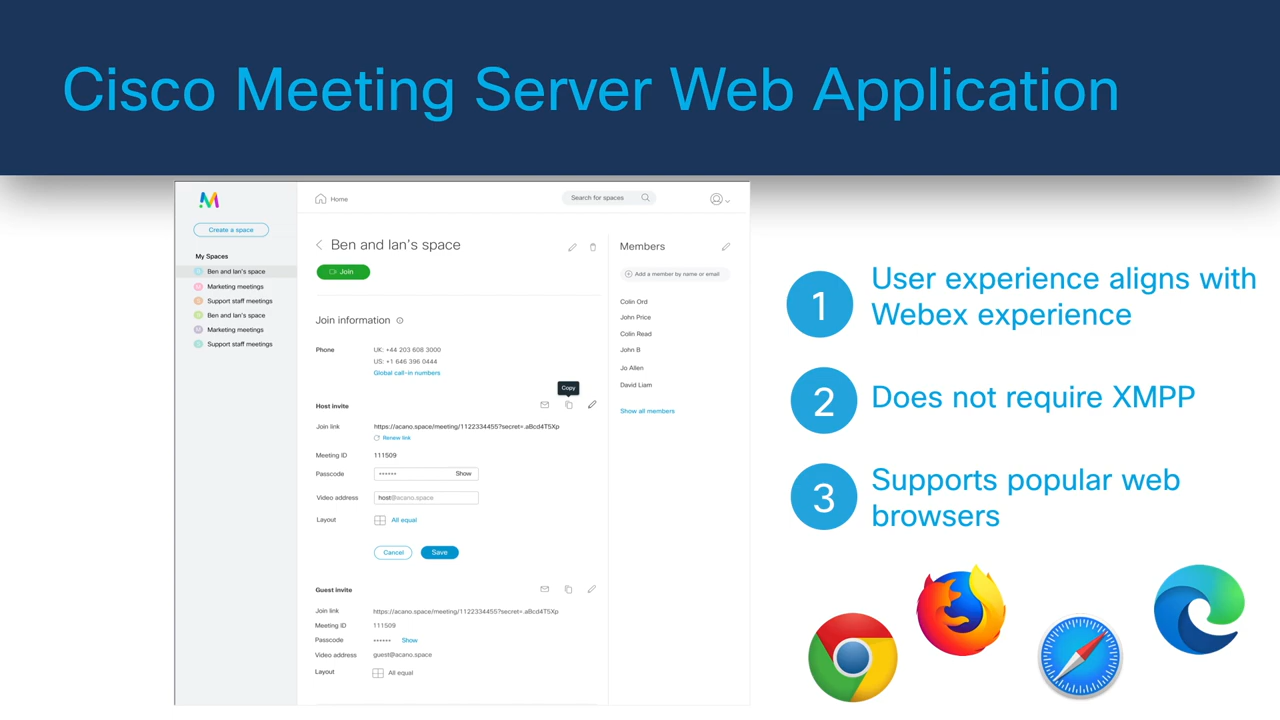 Cisco Meeting Server Web Application
Home
Search for spaces
Create a space
My Spaces
Ben and Ian's space
Marketing meetings
Support staff meetings
Ben and Ian's space
Marketing meetings
Support staff meetings
Ben and Ian's space
Join
Join information
Phone
UK: +44 203 608 3000
US: +1 646 396 0444
Global call-in numbers
Copy
Host invite
Join link
https://acano.space/meeting/1122334455?secret=.aBcd4T5Xp
Renew link
Meeting ID
111509
Passcode
•••••• Show
Video address
host@acano.space
Layout
All equal
Cancel
Save
Guest invite
Join link
https://acano.space/meeting/1122334455?secret=.aBcd4T5Xp
Meeting ID
111509
Passcode
•••••• Show
Video address
guest@acano.space
Layout
All equal
Members
Add a member by name or email
Colin Ord
John Price
Colin Read
John B
Jo Allen
David Liam
Show all members
1
User experience aligns with
Webex experience
2
Does not require XMPP
3
Supports popular web
browsers